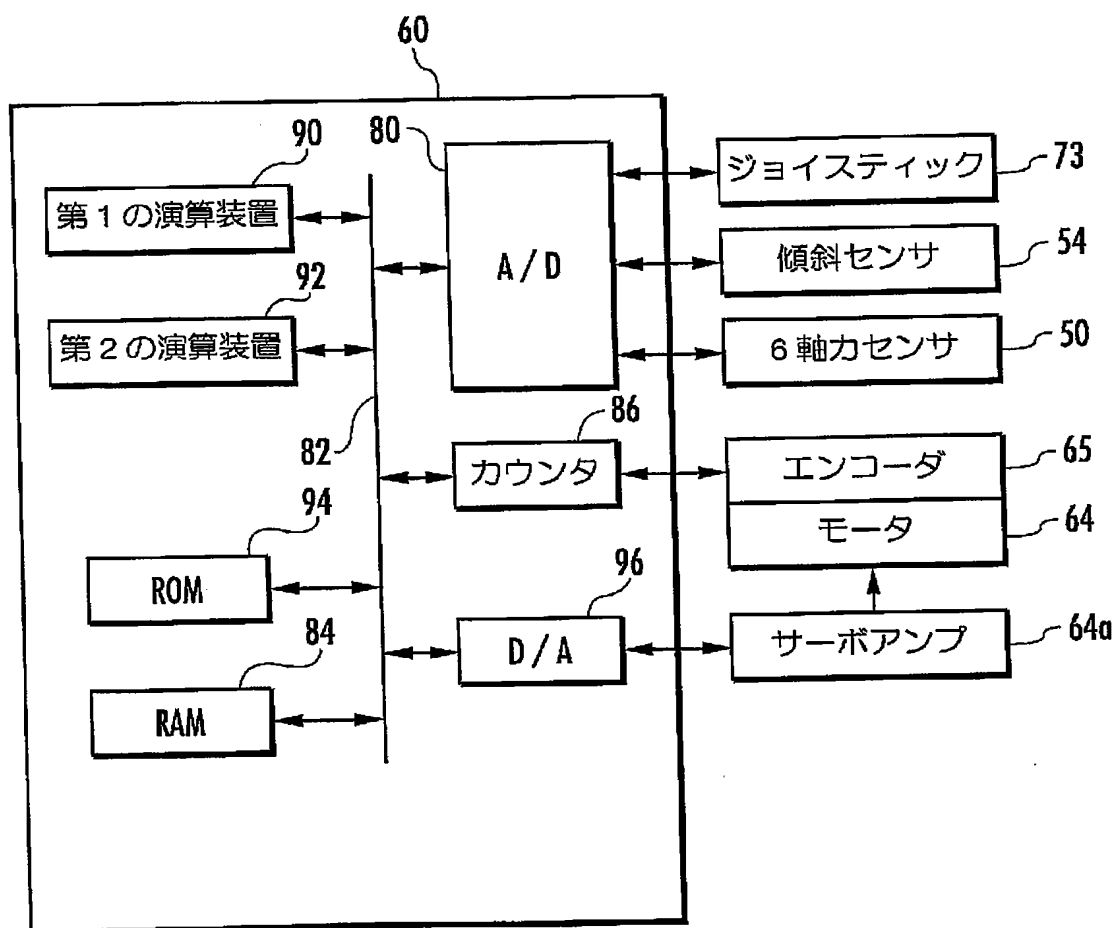 60
90
80
第1の演算装置
92
第2の演算装置
A/D
ジョイスティック
73
傾斜センサ
54
6軸力センサ
50
82
86
カウンタ
エンコーダ
65
モータ
64
94
ROM
96
D/A
サーボアンプ
64a
84
RAM